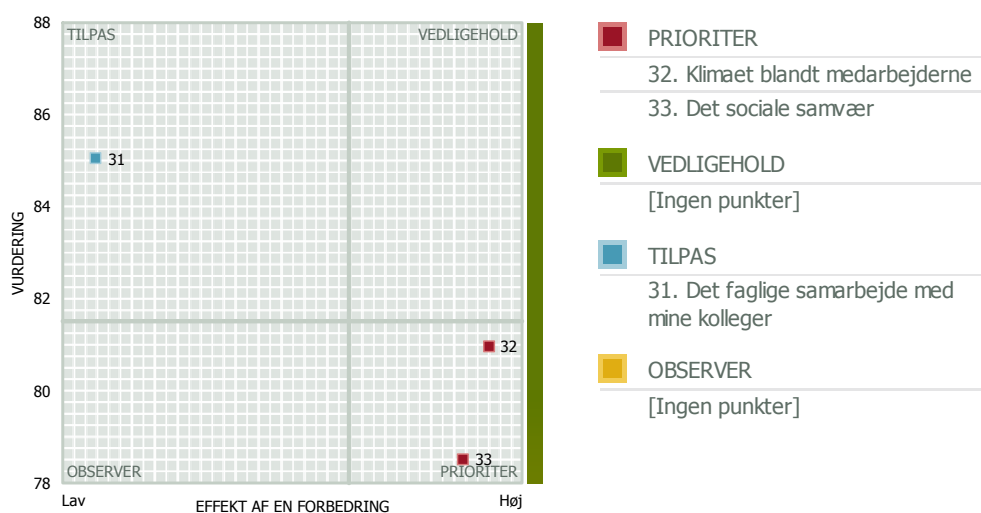 88
TILPAS
VEDLIGEHOLD
86
31
84
VURDERING
82
32
80
33
OBSERVER
PRIORITER
78
Lav
EFFEKT AF EN FORBEDRING
Høj
PRIORITER
32. Klimaet blandt medarbejderne
33. Det sociale samvær
VEDLIGEHOLD
[Ingen punkter]
TILPAS
31. Det faglige samarbejde med
mine kolleger
OBSERVER
[Ingen punkter]